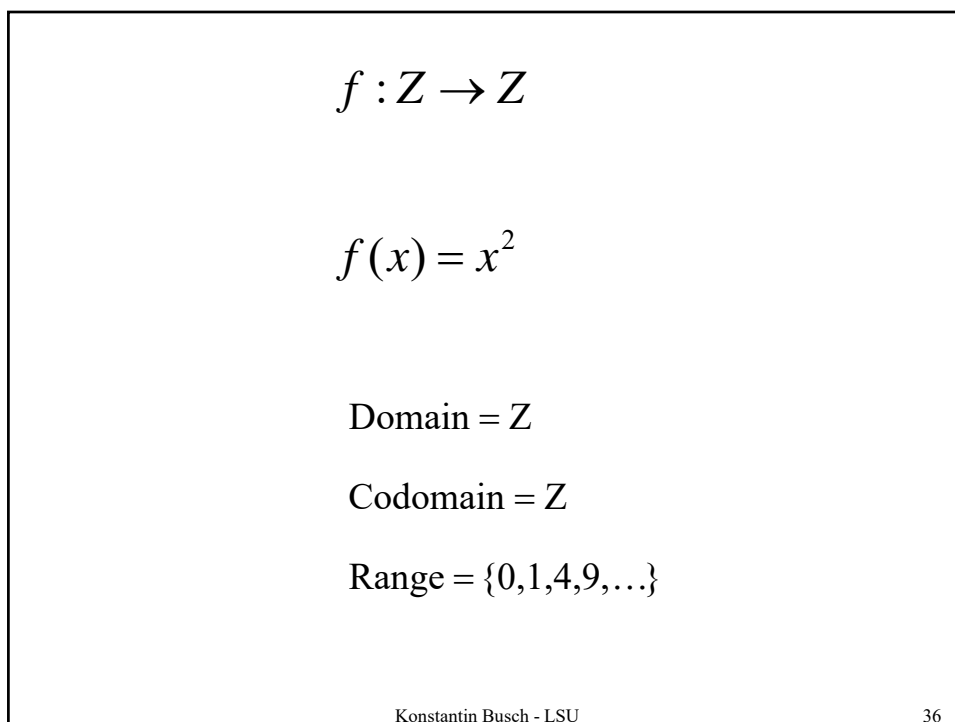 f : Z → Z
f(x) = x²
Domain = Z
Codomain = Z
Range = {0,1,4,9,…}
Konstantin Busch - LSU 36